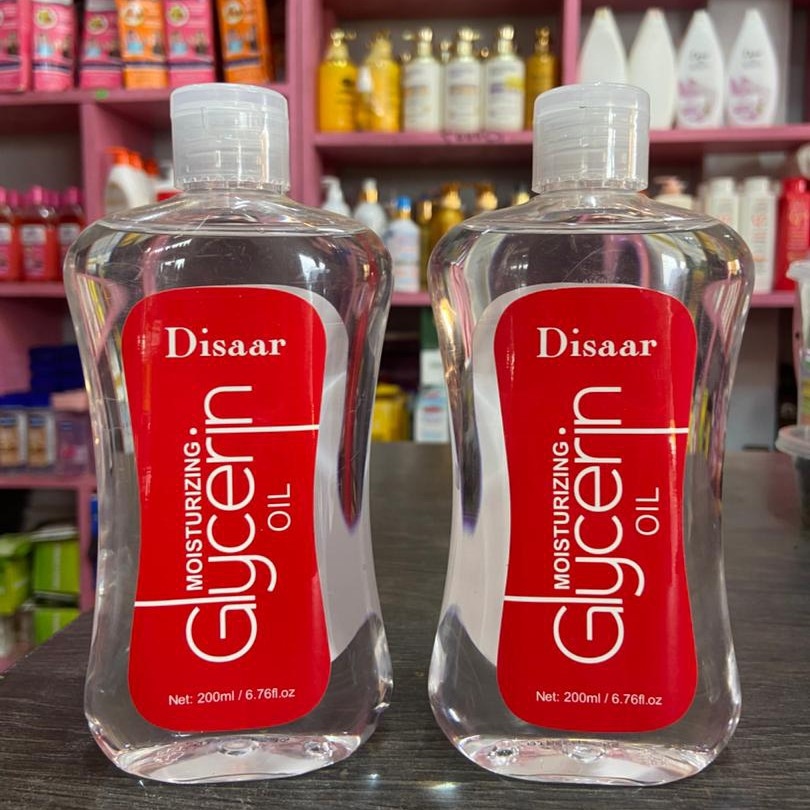 Disaar
MOISTURIZING
Glycerin
OIL
Net: 200ml / 6.76fl.oz
Disaar
MOISTURIZING
Glycerin
OIL
Net: 200ml / 6.76fl.oz